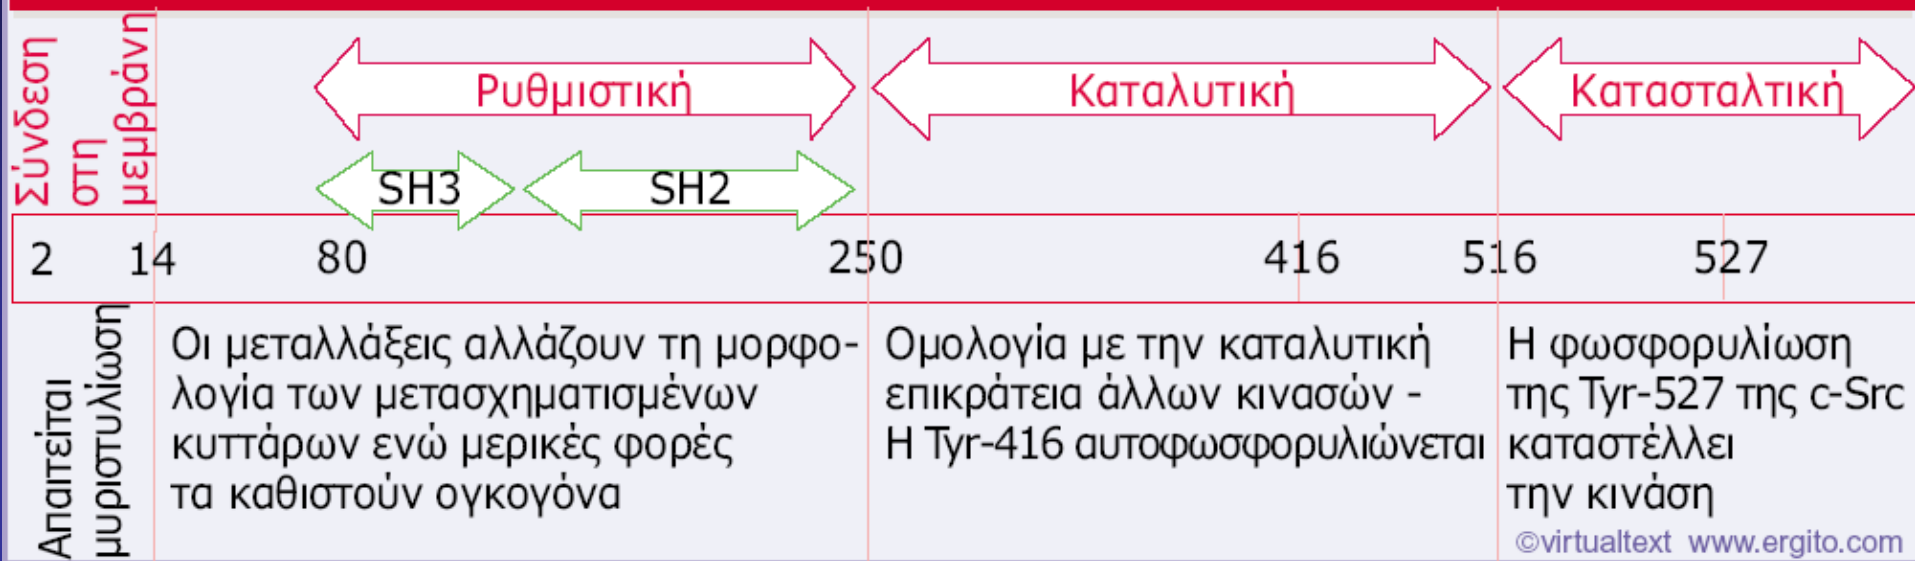 Σύνδεση
στη
μεμβράνη
Ρυθμιστική
Καταλυτική
Κατασταλτική
SH3
SH2
2
14
80
250
416
516
527
Απαιτείται
μυριστυλίωση
Οι μεταλλάξεις αλλάζουν τη μορφο-
λογία των μετασχηματισμένων
κυττάρων ενώ μερικές φορές
τα καθιστούν ογκογόνα
Ομολογία με την καταλυτική
επικράτεια άλλων κινασών -
Η Tyr-416 αυτοφωσφορυλιώνεται
Η φωσφορυλίωση
της Tyr-527 της c-Src
καταστέλλει
την κινάση
©virtualtext www.ergito.com